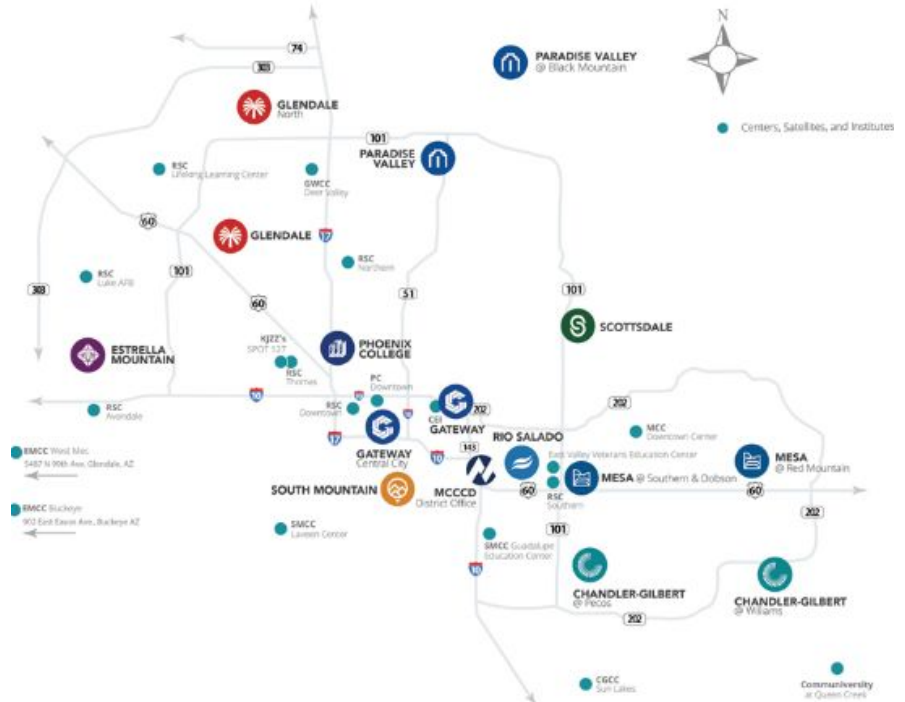 N
74
303
PARADISE VALLEY
@ Black Mountain
GLENDALE
North
Centers, Satellites, and Institutes
101
PARADISE
VALLEY
RSC
Lifelong Learning Center
GWCC
Deer Valley
60
GLENDALE
17
RSC
Northern
101
RSC
Luke AFB
303
51
101
60
SCOTTSDALE
KJZZ's
SPOT 127
PHOENIX
COLLEGE
ESTRELLA
MOUNTAIN
RSC
Thomas
PC
Downtown
10
RSC
Avondale
RSC
Downtown
CEI
GATEWAY
202
202
MCC
Downtown Center
17
GATEWAY
Central City
10
143
RIO SALADO
East Valley Veterans Education Center
EMCC West Mec
5487 N 99th Ave, Glendale, AZ
MESA
@ Red Mountain
SOUTH MOUNTAIN
MCCCD
District Office
60
RSC
Southern
MESA @ Southern & Dobson
60
EMCC Buckeye
902 East Eason Ave, Buckeye AZ
SMCC
Laveen Center
101
202
SMCC Guadalupe
Education Center
10
CHANDLER-GILBERT
@ Pecos
CHANDLER-GILBERT
@ Williams
202
CGCC
Sun Lakes
Communiversity
at Queen Creek